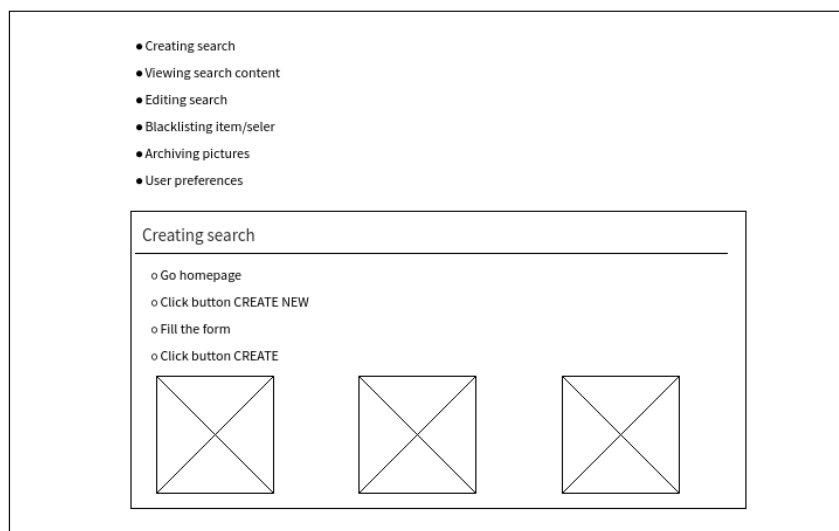 ● Creating search
● Viewing search content
● Editing search
● Blacklisting item/seler
● Archiving pictures
● User preferences
Creating search
○ Go homepage
○ Click button CREATE NEW
○ Fill the form
○ Click button CREATE